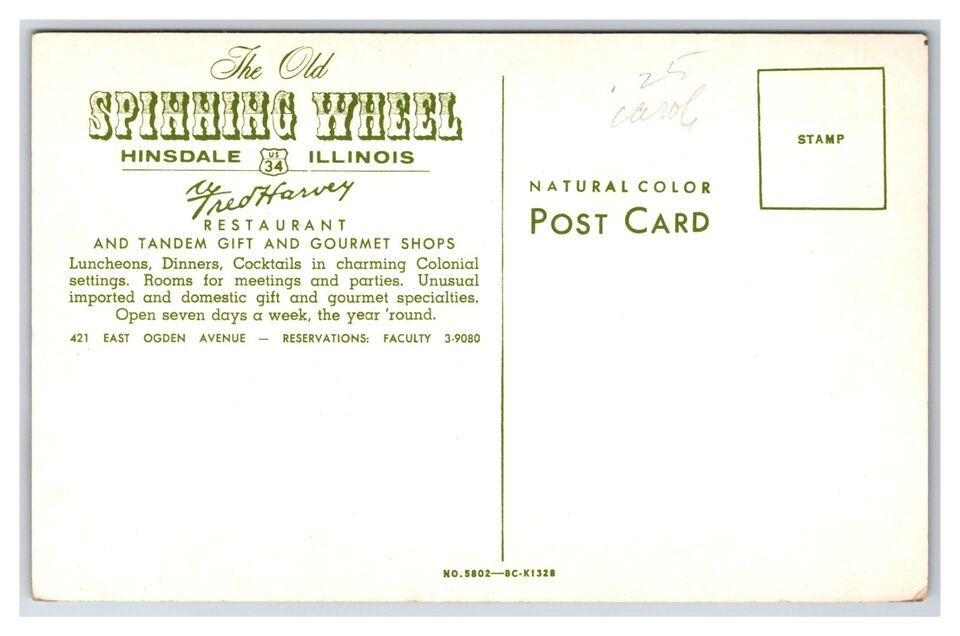 The Old
SPINNING WHEEL
HINSDALE US 34 ILLINOIS
Fred Harvey
RESTAURANT
AND TANDEM GIFT AND GOURMET SHOPS
Luncheons, Dinners, Cocktails in charming Colonial
settings. Rooms for meetings and parties. Unusual
imported and domestic gift and gourmet specialties.
Open seven days a week, the year 'round.
421 EAST OGDEN AVENUE — RESERVATIONS: FACULTY 3-9080
25
carol
NATURAL COLOR
POST CARD
STAMP
NO.5802—BC-K1328